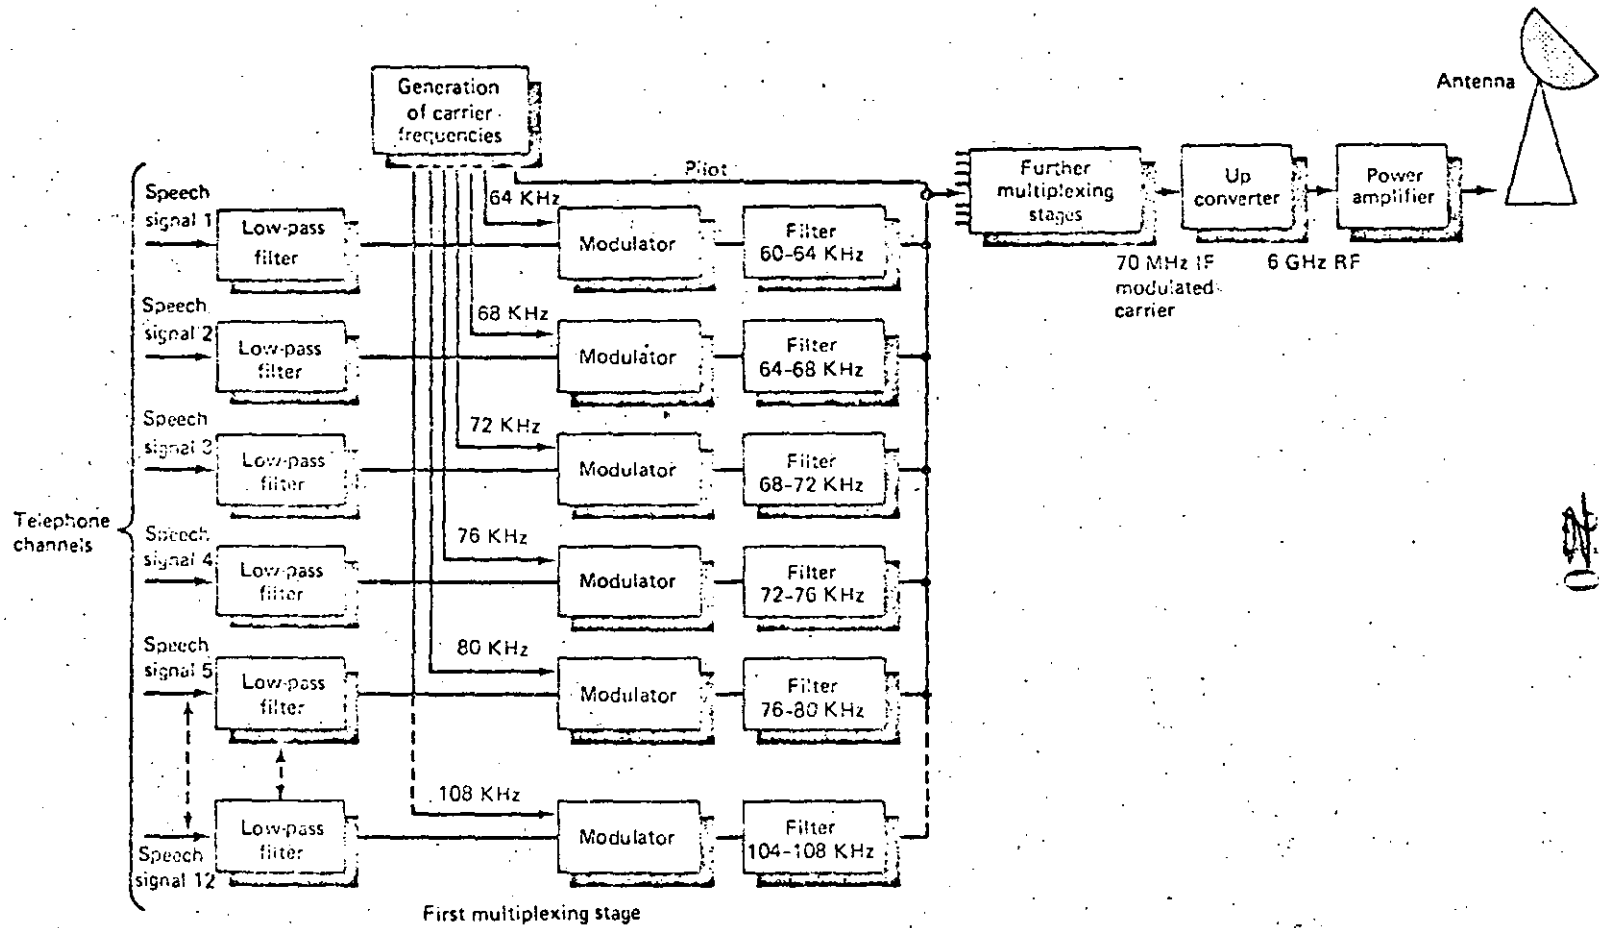 Generation
of carrier
frequencies
Antenna
Pilot
Further
multiplexing
stages
Up
converter
Power
amplifier
70 MHz IF
modulated
carrier
6 GHz RF
Telephone
channels
Speech
signal 1
Low-pass
filter
64 KHz
Modulator
Filter
60-64 KHz
Speech
signal 2
Low-pass
filter
68 KHz
Modulator
Filter
64-68 KHz
Speech
signal 3
Low-pass
filter
72 KHz
Modulator
Filter
68-72 KHz
Speech
signal 4
Low-pass
filter
76 KHz
Modulator
Filter
72-76 KHz
Speech
signal 5
Low-pass
filter
80 KHz
Modulator
Filter
76-80 KHz
Speech
signal 12
Low-pass
filter
108 KHz
Modulator
Filter
104-108 KHz
First multiplexing stage